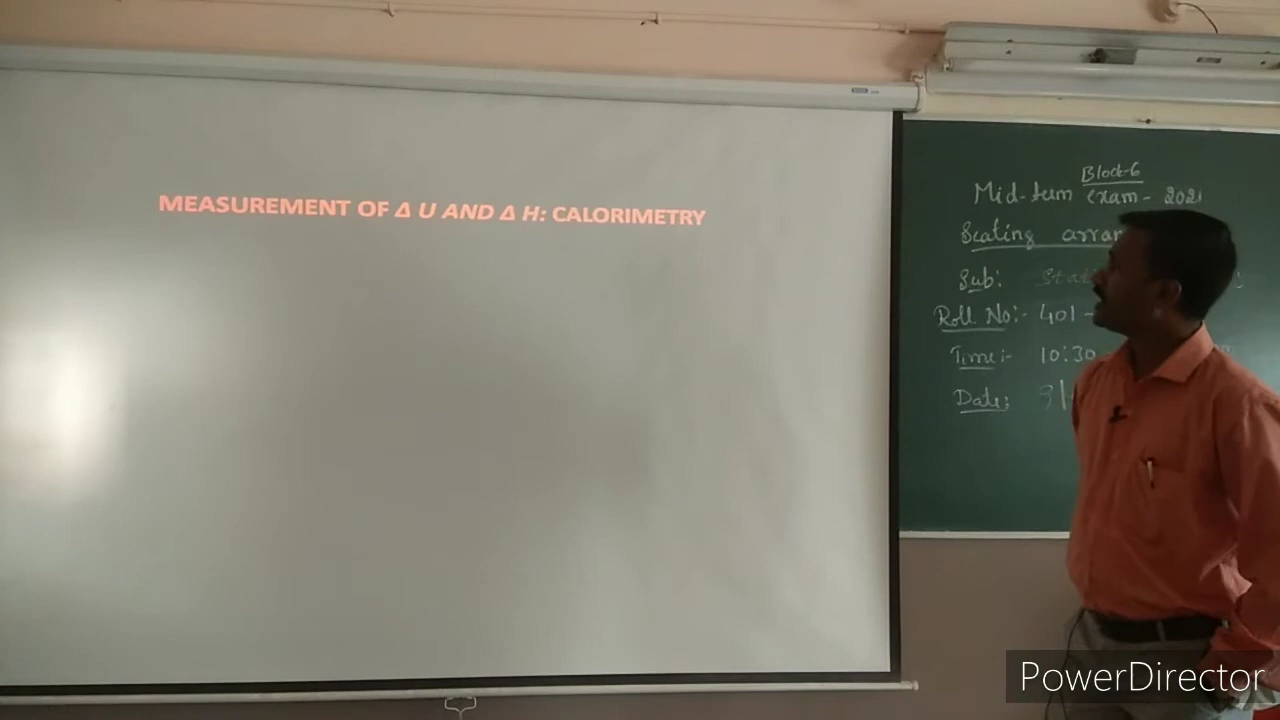 MEASUREMENT OF Δ U AND Δ H: CALORIMETRY
Block-6
Mid-term Exam - 2021
Seating
Sub:
Roll. No:- 401 -
Time:- 10:30
Date:
PowerDirector